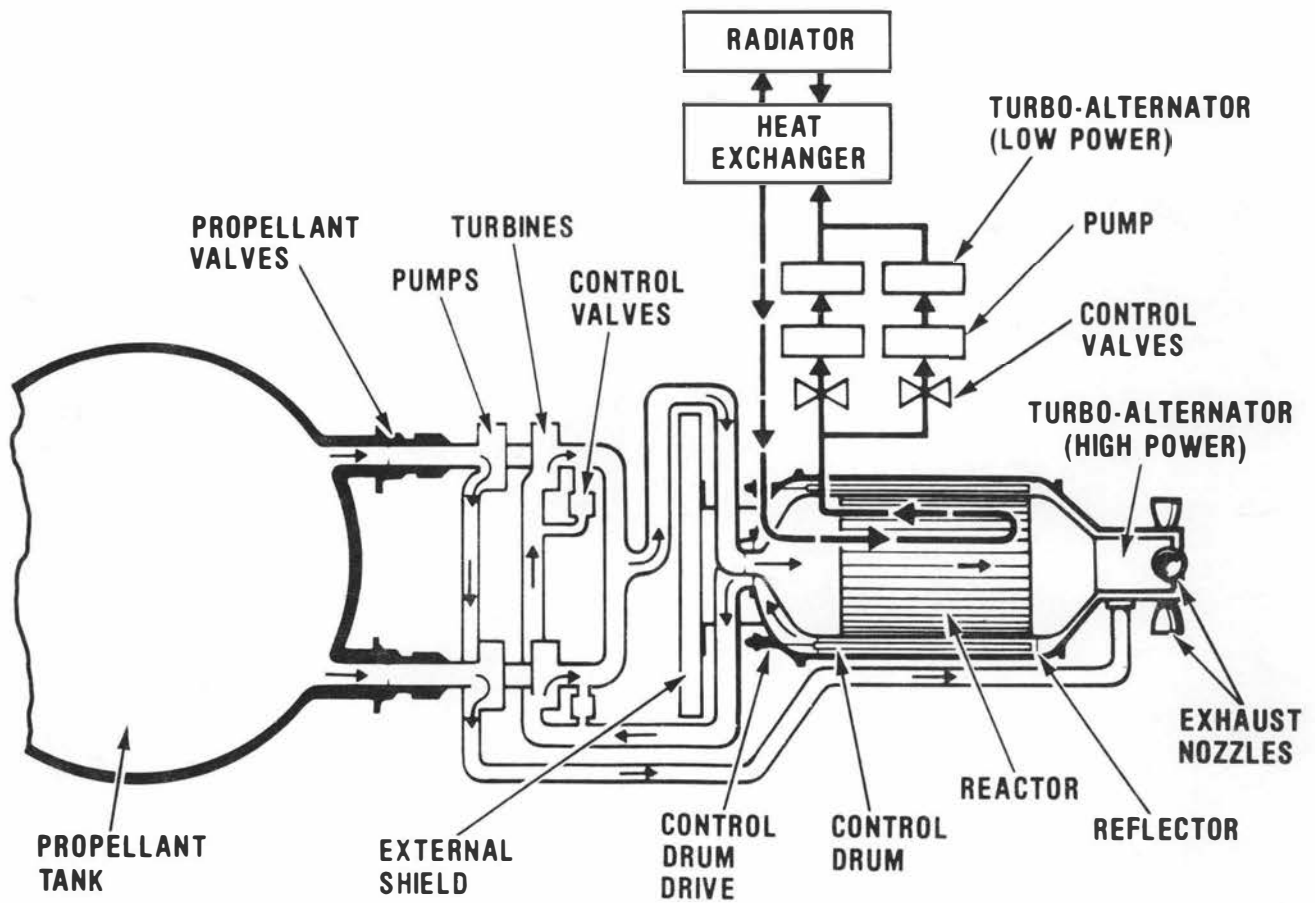 RADIATOR
HEAT
EXCHANGER
TURBO-ALTERNATOR
(LOW POWER)
PROPELLANT
VALVES
TURBINES
PUMPS
CONTROL
VALVES
PUMP
CONTROL
VALVES
TURBO-ALTERNATOR
(HIGH POWER)
EXHAUST
NOZZLES
REACTOR
REFLECTOR
CONTROL
DRUM
CONTROL
DRUM
DRIVE
EXTERNAL
SHIELD
PROPELLANT
TANK